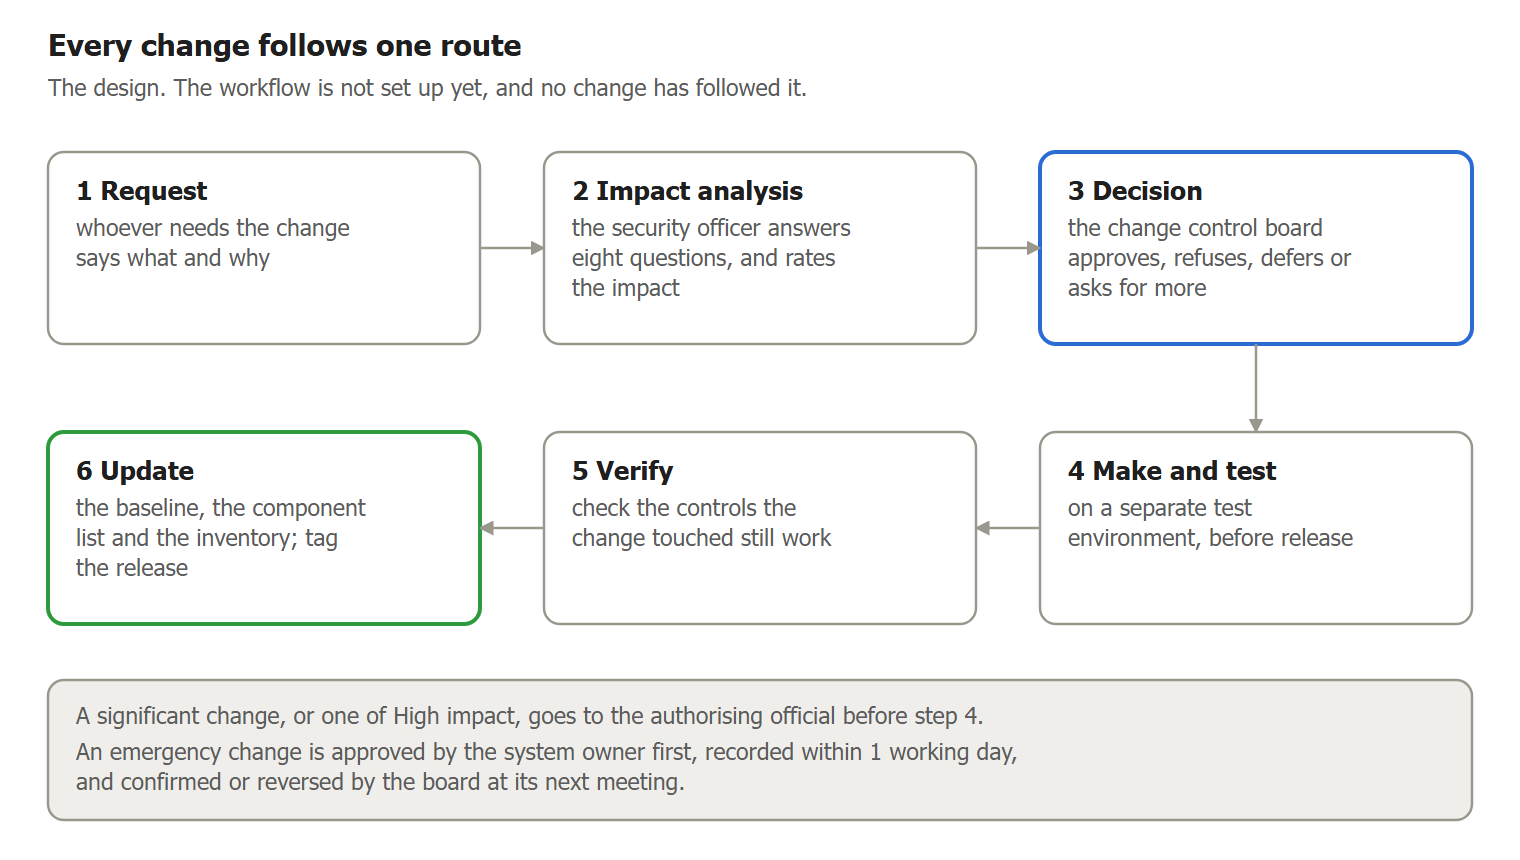 Every change follows one route
The design. The workflow is not set up yet, and no change has followed it.
1 Request
whoever needs the change
says what and why
2 Impact analysis
the security officer answers
eight questions, and rates
the impact
3 Decision
the change control board
approves, refuses, defers or
asks for more
4 Make and test
on a separate test
environment, before release
5 Verify
check the controls the
change touched still work
6 Update
the baseline, the component
list and the inventory; tag
the release
A significant change, or one of High impact, goes to the authorising official before step 4.
An emergency change is approved by the system owner first, recorded within 1 working day,
and confirmed or reversed by the board at its next meeting.